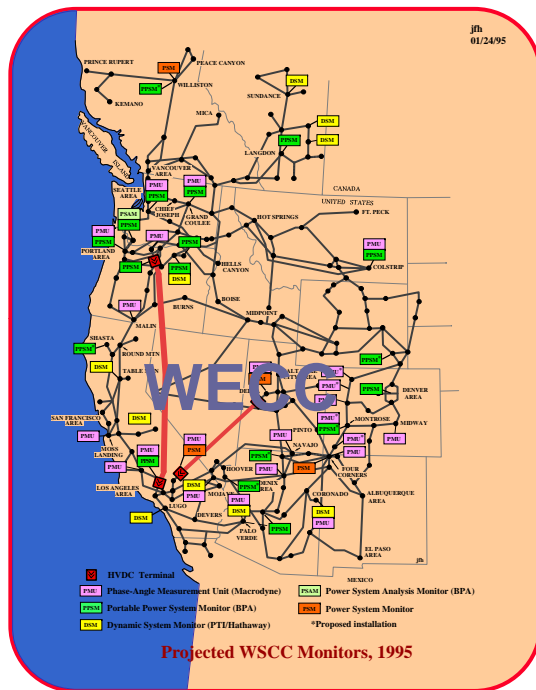 jfh
01/24/95
PRINCE RUPERT
PEACE CANYON
PSM
WILLISTON
PPSM
KEMANO
MICA
SUNDANCE
DSM
DSM
DSM
LANGDON
PPSM
VANCOUVER
ISLAND
VANCOUVER
AREA
CANADA
UNITED STATES
SEATTLE
AREA
PMU
PPSM
PMU
PPSM
CHIEF
JOSEPH
GRAND
COULEE
HOT SPRINGS
FT. PECK
PSAM
PPSM
PMU
PPSM
PMU
PPSM
PORTLAND
AREA
PPSM
PPSM
DSM
HELLS
CANYON
PMU*
PPSM
COLSTRIP
BURNS
BOISE
PMU
MALIN
MIDPOINT
SHASTA
PPSM*
ROUND MTN
DSM
TABLE
WECC
PPSM*
PPSM
DENVER
AREA
PSM
SAN FRANCISCO
AREA
DSM
PMU
MOSS
LANDING
PMU
PINTO
PPSM
MONTROSE
MIDWAY
PMU
PMU
PMU
PPSM
PMU
PSM
NAVAJO
PPSM
PMU
PSM
FOUR
CORNERS
PMU
LOS ANGELES
AREA
DSM
PMU
HOOVER
PPSM
LUGO
DEVERS
DSM
PMU
DSM
PALO
VERDE
PPSM
CORONADO
DSM
PMU
ALBUQUERQUE
AREA
EL PASO
AREA
jfh
MEXICO
HVDC Terminal
PMU Phase-Angle Measurement Unit (Macrodyne)
PSAM Power System Analysis Monitor (BPA)
PPSM Portable Power System Monitor (BPA)
PSM Power System Monitor
DSM Dynamic System Monitor (PTI/Hathaway)
*Proposed installation
Projected WSCC Monitors, 1995